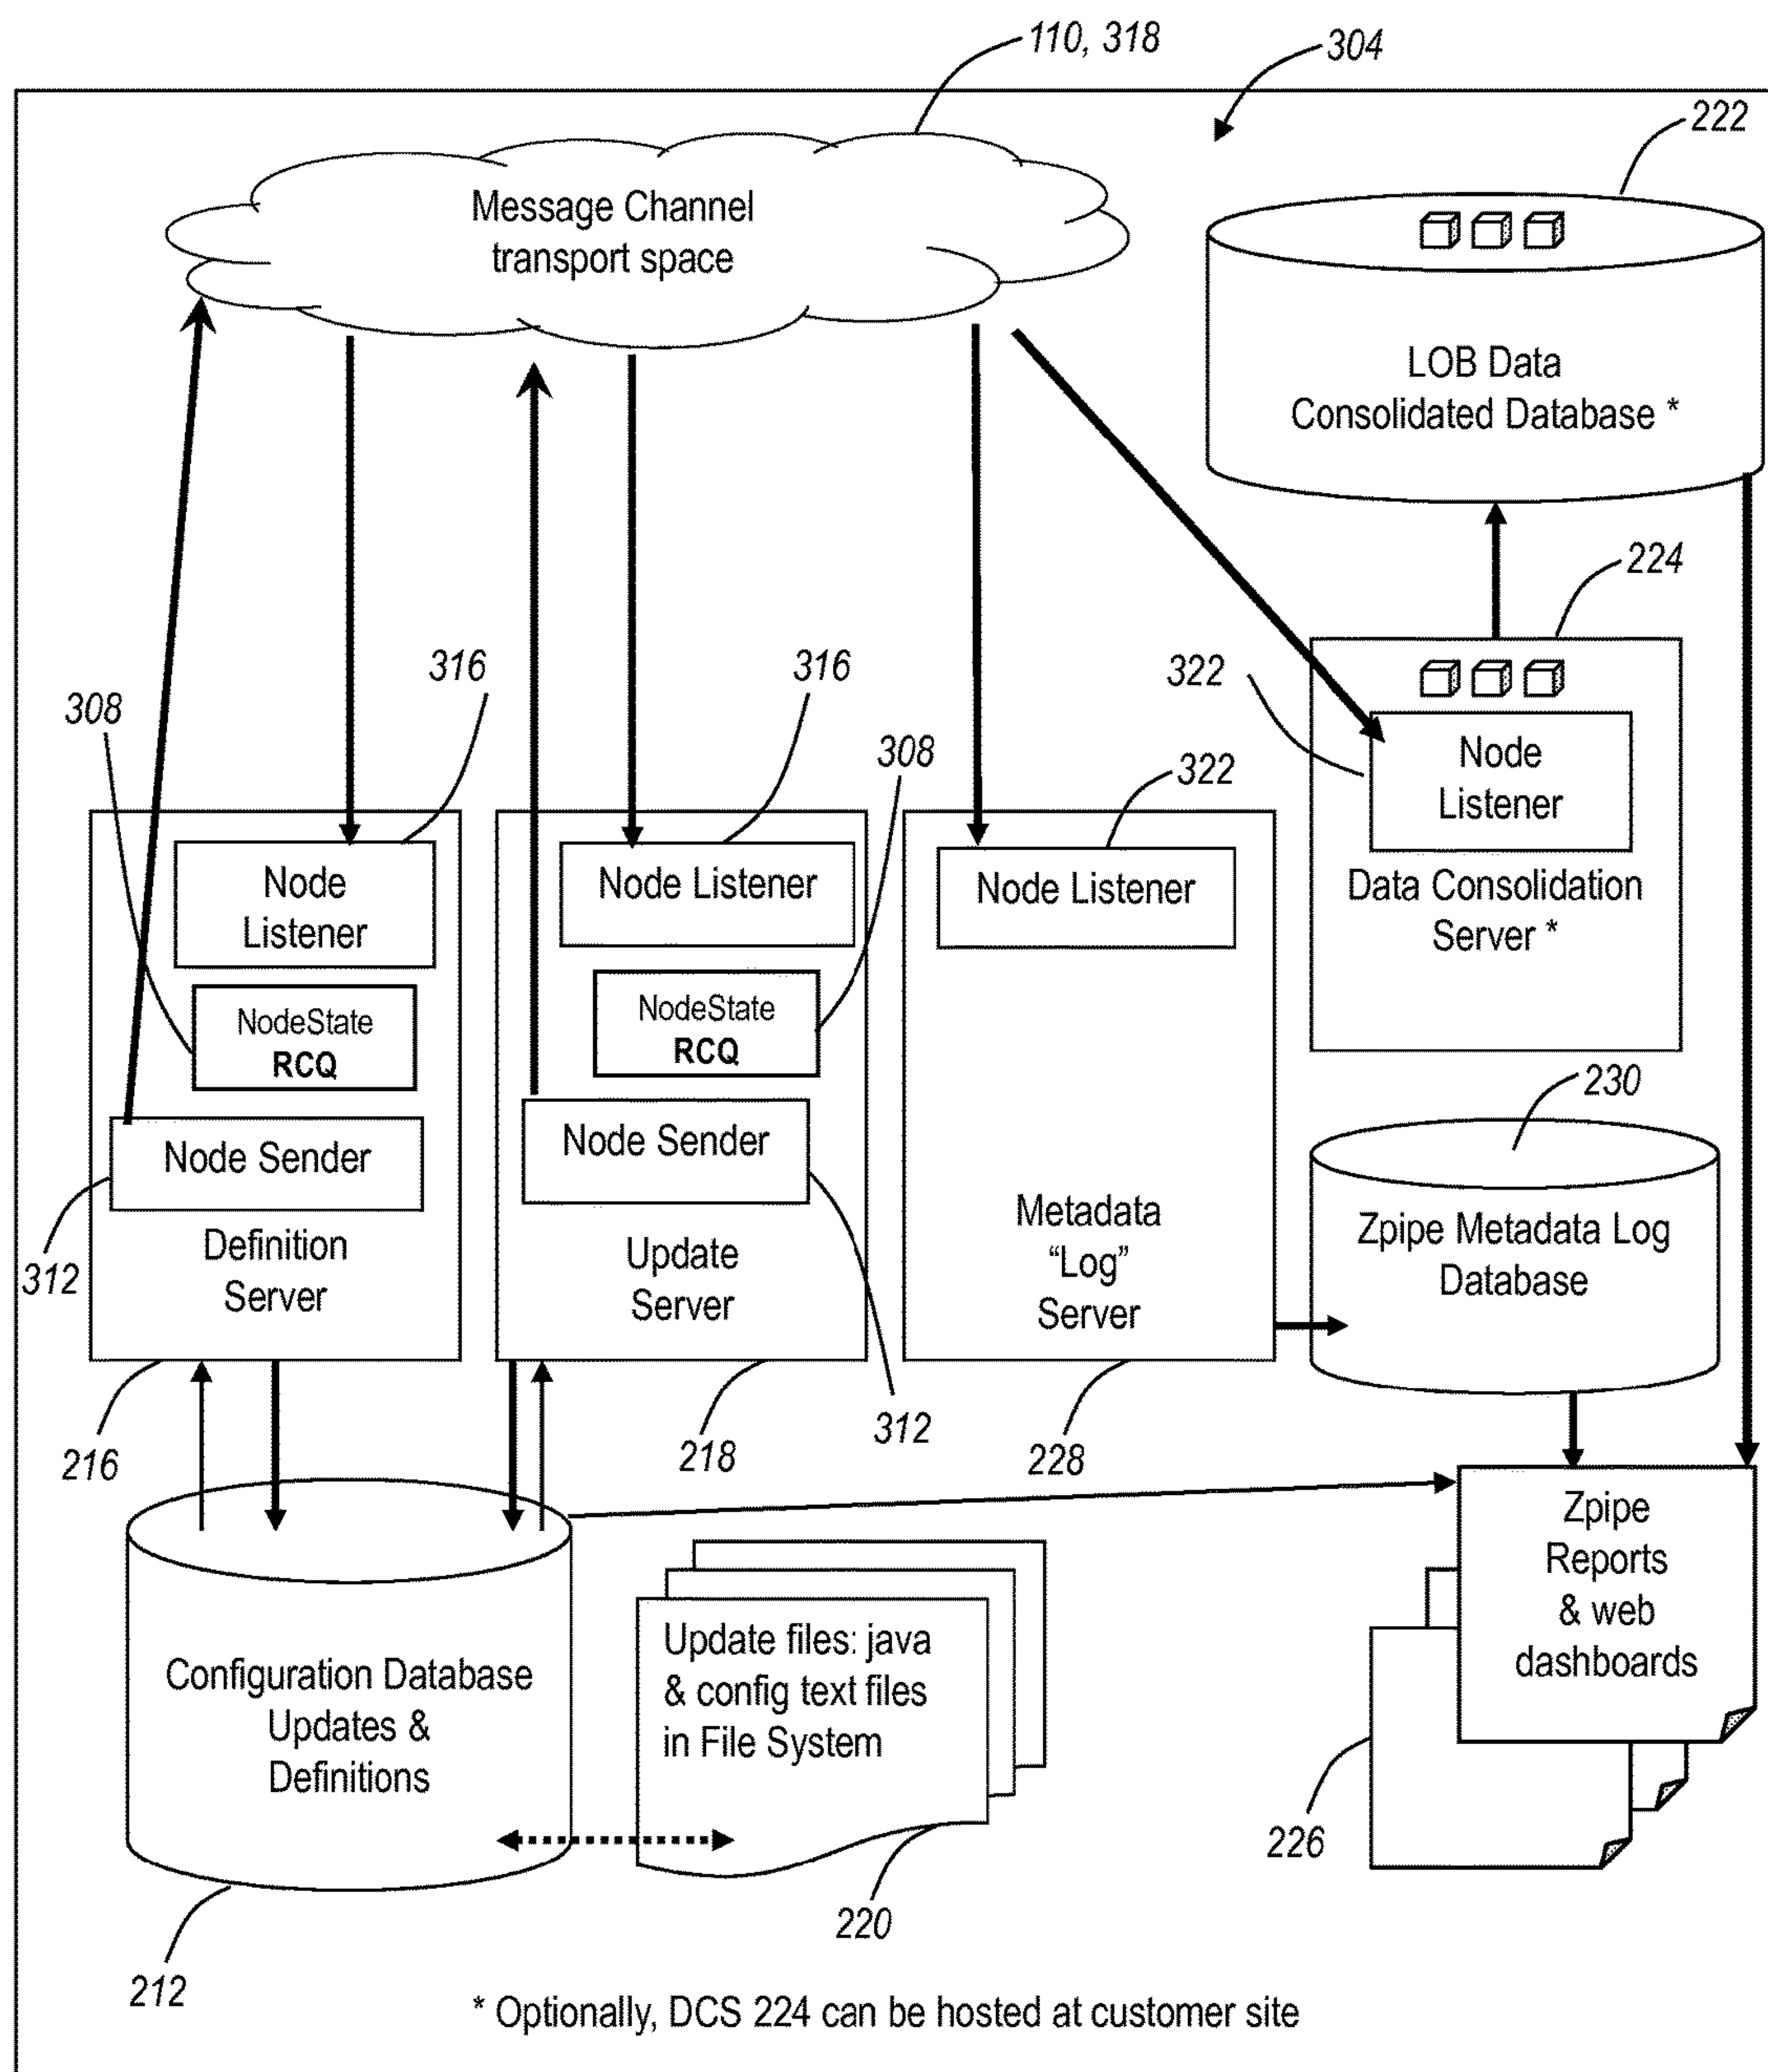 110, 318
304
222
Message Channel
transport space
LOB Data
Consolidated Database *
224
316
316
322
308
308
322
Node
Listener
Node
Listener
Node Listener
Node Listener
Data Consolidation
Server *
NodeState
RCQ
NodeState
RCQ
230
Node Sender
Node Sender
Metadata
“Log”
Server
Zpipe Metadata Log
Database
312
Definition
Server
Update
Server
312
216
218
228
Zpipe
Reports
& web
dashboards
Configuration Database
Updates &
Definitions
Update files: java
& config text files
in File System
226
220
212
* Optionally, DCS 224 can be hosted at customer site